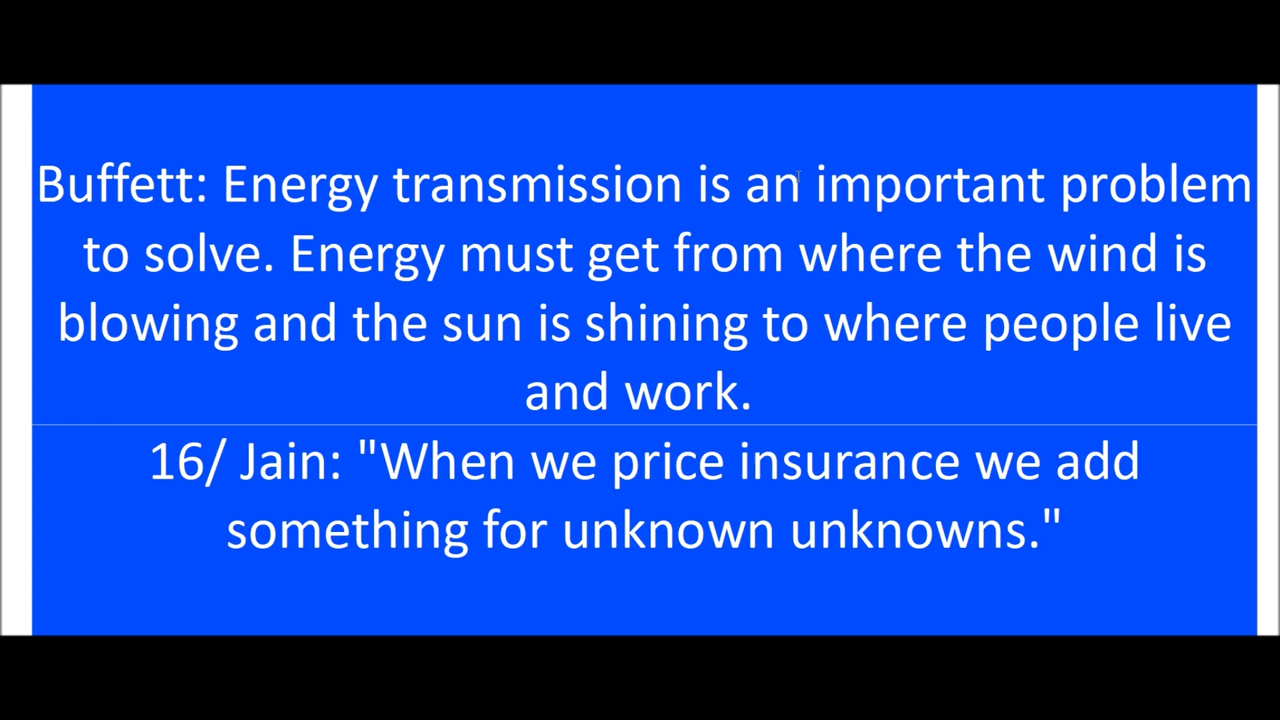 Buffett: Energy transmission is an important problem
to solve. Energy must get from where the wind is
blowing and the sun is shining to where people live
and work.
16/ Jain: "When we price insurance we add
something for unknown unknowns."